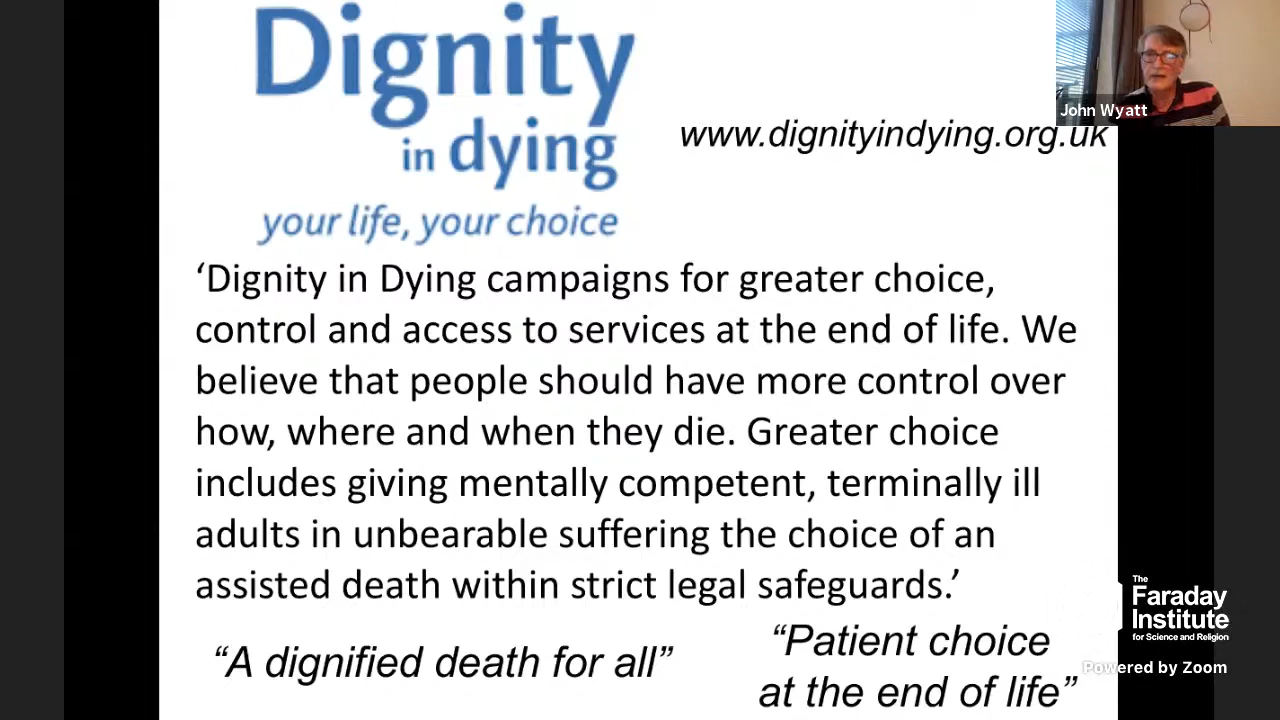 Dignity
in dying
your life, your choice
www.dignityindying.org.uk
John Wyatt
‘Dignity in Dying campaigns for greater choice,
control and access to services at the end of life. We
believe that people should have more control over
how, where and when they die. Greater choice
includes giving mentally competent, terminally ill
adults in unbearable suffering the choice of an
assisted death within strict legal safeguards.’
“A dignified death for all”
“Patient choice
at the end of life”
The
Faraday
Institute
for Science and Religion
Powered by Zoom